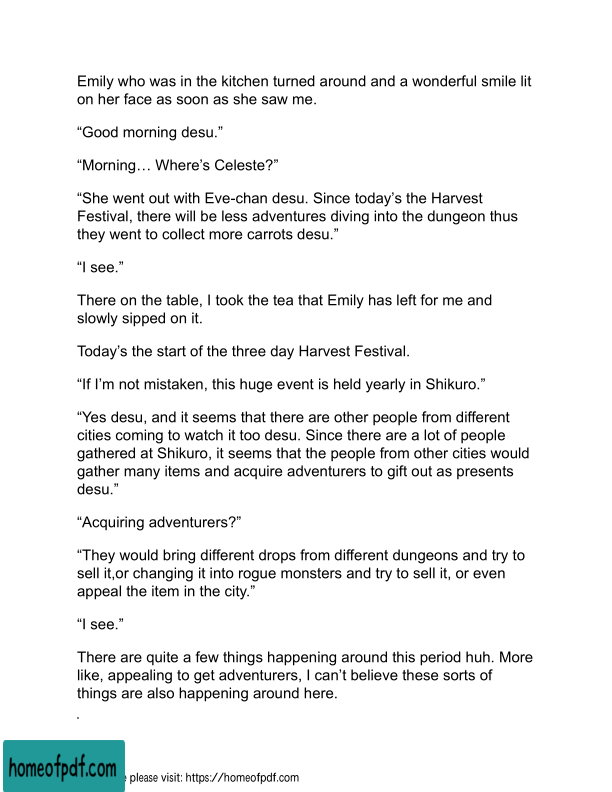 Emily who was in the kitchen turned around and a wonderful smile lit
on her face as soon as she saw me.
“Good morning desu.”
“Morning… Where’s Celeste?”
“She went out with Eve-chan desu. Since today’s the Harvest
Festival, there will be less adventures diving into the dungeon thus
they went to collect more carrots desu.”
“I see.”
There on the table, I took the tea that Emily has left for me and
slowly sipped on it.
Today’s the start of the three day Harvest Festival.
“If I’m not mistaken, this huge event is held yearly in Shikuro.”
“Yes desu, and it seems that there are other people from different
cities coming to watch it too desu. Since there are a lot of people
gathered at Shikuro, it seems that the people from other cities would
gather many items and acquire adventurers to gift out as presents
desu.”
“Acquiring adventurers?”
“They would bring different drops from different dungeons and try to
sell it,or changing it into rogue monsters and try to sell it, or even
appeal the item in the city.”
“I see.”
There are quite a few things happening around this period huh. More
like, appealing to get adventurers, I can’t believe these sorts of
things are also happening around here.
.
homeofpdf.com
please visit: https://homeofpdf.com